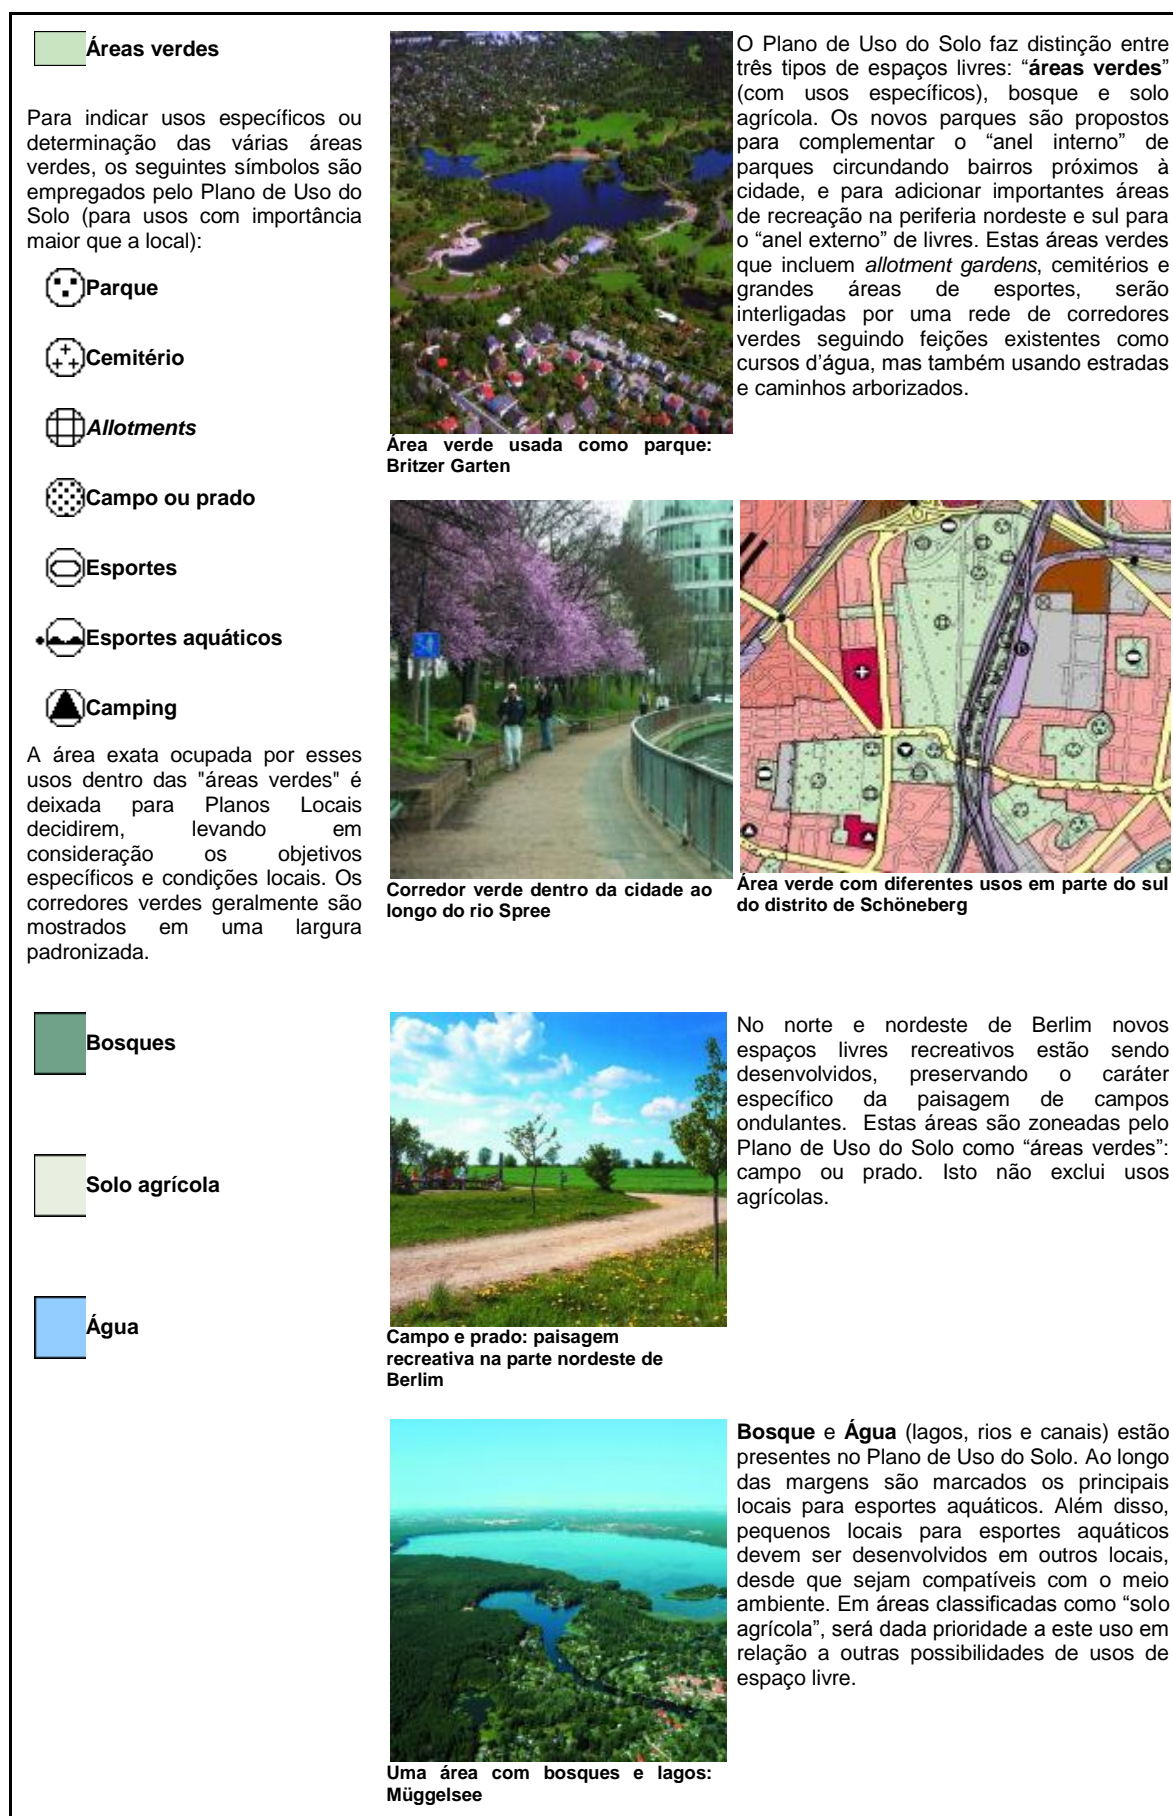 Áreas verdes
Para indicar usos específicos ou
determinação das várias áreas
verdes, os seguintes símbolos são
empregados pelo Plano de Uso do
Solo (para usos com importância
maior que a local):
Parque
Cemitério
Allotments
Campo ou prado
Esportes
Esportes aquáticos
Camping
A área exata ocupada por esses
usos dentro das "áreas verdes" é
deixada para Planos Locais
decidirem, levando em
consideração os objetivos
específicos e condições locais. Os
corredores verdes geralmente são
mostrados em uma largura
padronizada.
Área verde usada como parque:
Britzer Garten
O Plano de Uso do Solo faz distinção entre
três tipos de espaços livres: “áreas verdes”
(com usos específicos), bosque e solo
agrícola. Os novos parques são propostos
para complementar o “anel interno” de
parques circundando bairros próximos à
cidade, e para adicionar importantes áreas
de recreação na periferia nordeste e sul para
o “anel externo” de livres. Estas áreas verdes
que incluem allotment gardens, cemitérios e
grandes áreas de esportes, serão
interligadas por uma rede de corredores
verdes seguindo feições existentes como
cursos d’água, mas também usando estradas
e caminhos arborizados.
Corredor verde dentro da cidade ao
longo do rio Spree
Área verde com diferentes usos em parte do sul
do distrito de Schöneberg
Bosques
Solo agrícola
Água
Campo e prado: paisagem
recreativa na parte nordeste de
Berlim
No norte e nordeste de Berlim novos
espaços livres recreativos estão sendo
desenvolvidos, preservando o caráter
específico da paisagem de campos
ondulantes. Estas áreas são zoneadas pelo
Plano de Uso do Solo como “áreas verdes”:
campo ou prado. Isto não exclui usos
agrícolas.
Uma área com bosques e lagos:
Müggelsee
Bosque e Água (lagos, rios e canais) estão
presentes no Plano de Uso do Solo. Ao longo
das margens são marcados os principais
locais para esportes aquáticos. Além disso,
pequenos locais para esportes aquáticos
devem ser desenvolvidos em outros locais,
desde que sejam compatíveis com o meio
ambiente. Em áreas classificadas como “solo
agrícola”, será dada prioridade a este uso em
relação a outras possibilidades de usos de
espaço livre.